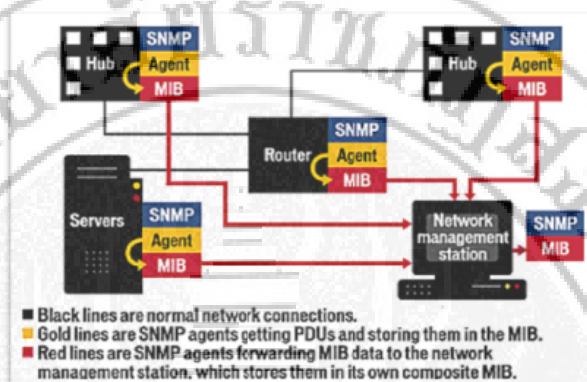 SNMP
Hub
Agent
MIB
SNMP
Hub
Agent
MIB
SNMP
Router
Agent
MIB
Servers
SNMP
Agent
MIB
Network
management
station
SNMP
MIB
Black lines are normal network connections.
Gold lines are SNMP agents getting PDUs and storing them in the MIB.
Red lines are SNMP agents forwarding MIB data to the network
management station, which stores them in its own composite MIB.